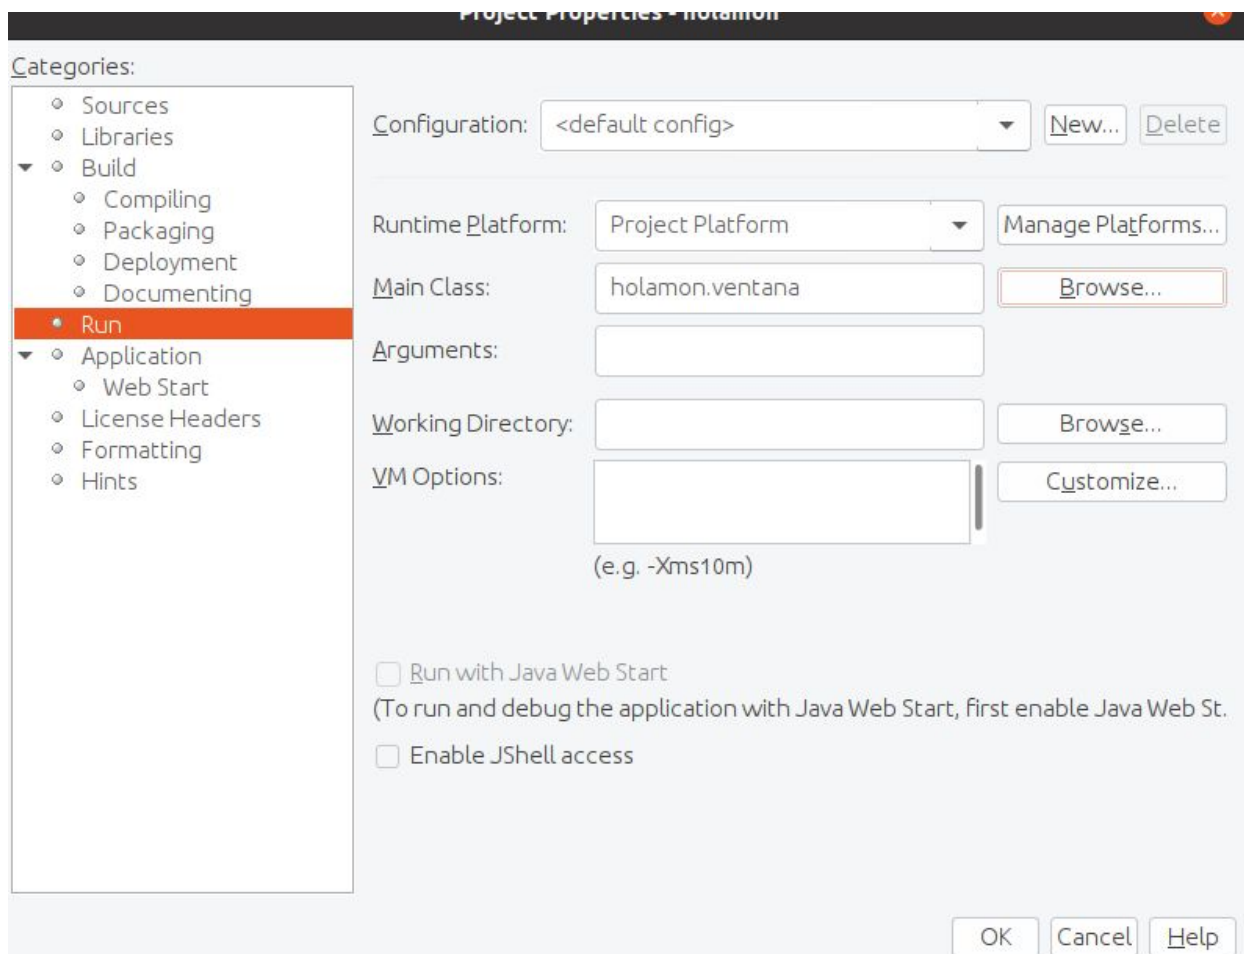 Project Properties - holamon
Categories:
Sources
Libraries
Build
Compiling
Packaging
Deployment
Documenting
Run
Application
Web Start
License Headers
Formatting
Hints
Configuration: <default config> New... Delete
Runtime Platform: Project Platform Manage Platforms...
Main Class: holamon.ventana Browse...
Arguments:
Working Directory: Browse...
VM Options: Customize...
(e.g. -Xms10m)
Run with Java Web Start
(To run and debug the application with Java Web Start, first enable Java Web St.
Enable JShell access
OK Cancel Help